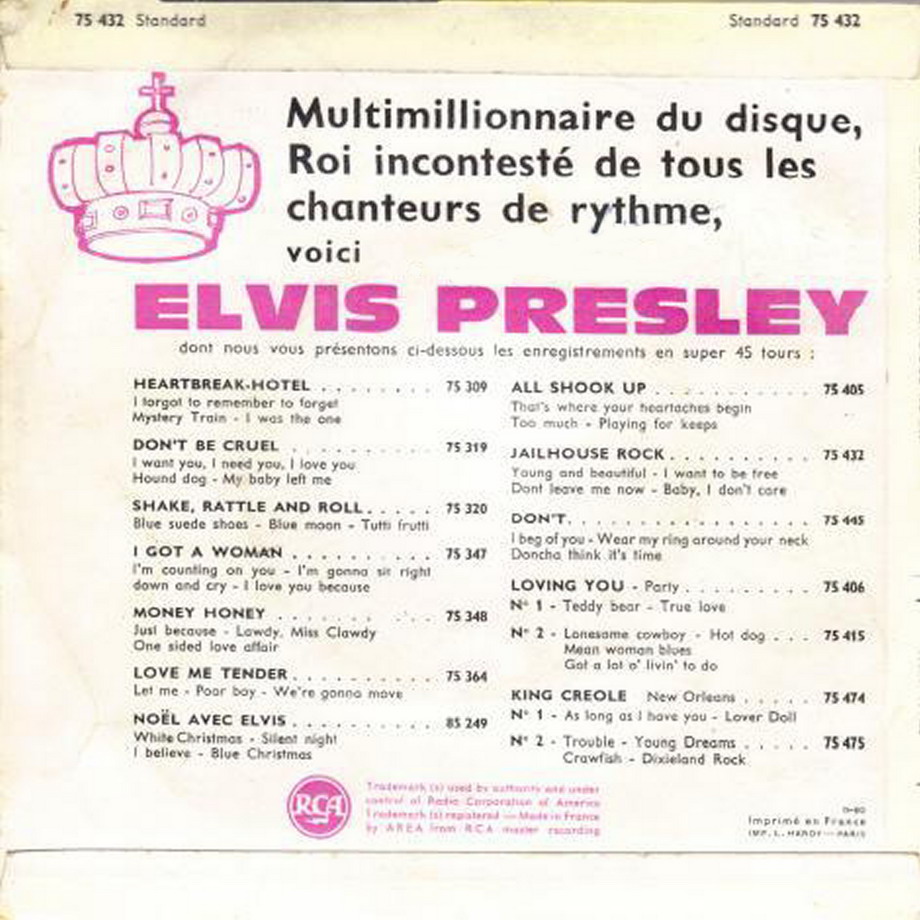 75 432 Standard
Standard 75 432
Multimillionnaire du disque,
Roi incontesté de tous les
chanteurs de rythme,
voici
ELVIS PRESLEY
dont nous vous présentons ci-dessous les enregistrements en super 45 tours :
HEARTBREAK-HOTEL . . . . . . . . 75 309
I forgot to remember to forget
Mystery Train - I was the one
DON'T BE CRUEL . . . . . . . . . . 75 319
I want you, I need you, I love you
Hound dog - My baby left me
SHAKE, RATTLE AND ROLL. . . . . 75 320
Blue suede shoes - Blue moon - Tutti frutti
I GOT A WOMAN . . . . . . . . . . 75 347
I'm counting on you - I'm gonna sit right
down and cry - I love you because
MONEY HONEY . . . . . . . . . . . 75 348
Just because - Lawdy, Miss Clawdy
One sided love affair
LOVE ME TENDER . . . . . . . . . . 75 364
Let me - Poor boy - We're gonna move
NOËL AVEC ELVIS . . . . . . . . . . 85 249
White Christmas - Silent night
I believe - Blue Christmas
ALL SHOOK UP . . . . . . . . . . . 75 405
That's where your heartaches begin
Too much - Playing for keeps
JAILHOUSE ROCK . . . . . . . . . . 75 432
Young and beautiful - I want to be free
Dont leave me now - Baby, I don't care
DON'T. . . . . . . . . . . . . . . . . 75 445
I beg of you - Wear my ring around your neck
Doncha think it's time
LOVING YOU - Party . . . . . . . . 75 406
N° 1 - Teddy bear - True love
N° 2 - Lonesome cowboy - Hot dog . . . 75 415
Mean woman blues
Got a lot o' livin' to do
KING CREOLE New Orleans . . . . . 75 474
N° 1 - As long as I have you - Lover Doll
N° 2 - Trouble - Young Dreams . . . . . 75 475
Crawfish - Dixieland Rock
RCA
Trademark (s) used by authority and under
control of Radio Corporation of America
Trademark (s) registered — Made in France
by AREA from RCA master recording
Imprimé en France
IMP. L. HARDY — PARIS